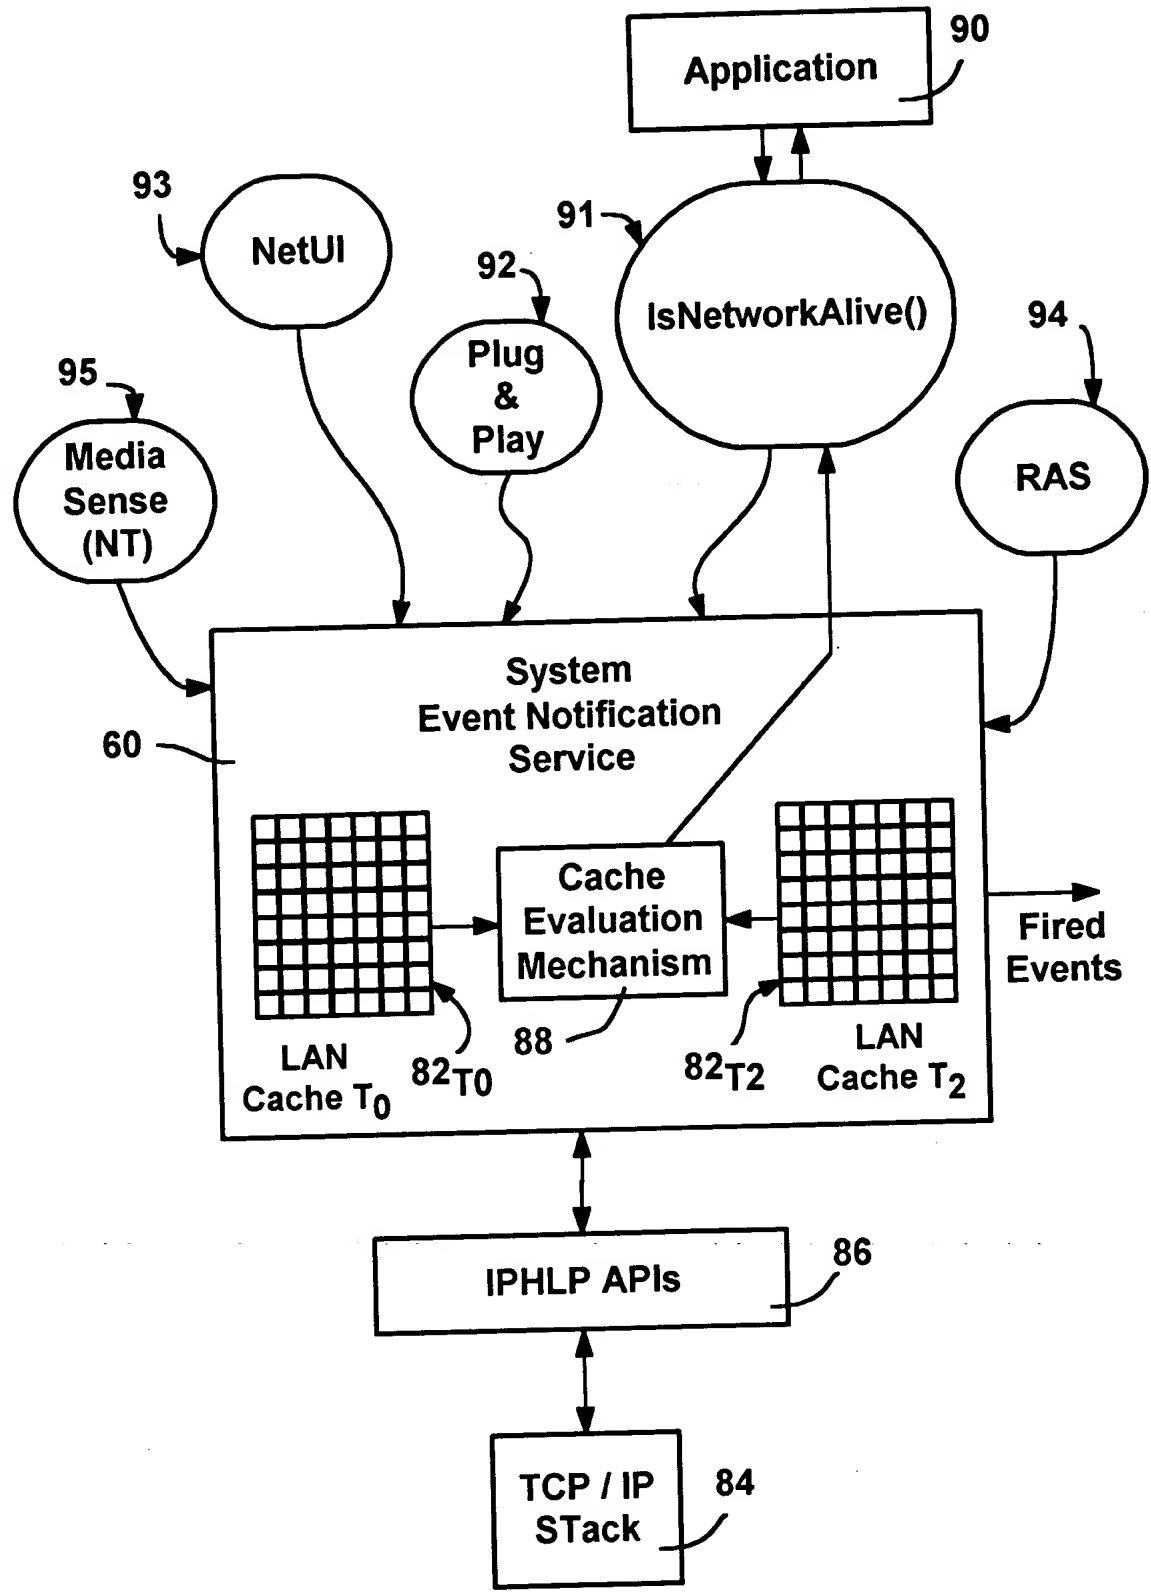 90
Application
93
NetUI
91
IsNetworkAlive()
92
Plug
&
Play
94
RAS
95
Media
Sense
(NT)
System
Event Notification
Service
60
Cache
Evaluation
Mechanism
Fired
Events
88
82T0
82T2
LAN
Cache T0
LAN
Cache T2
IPHLP APIs
86
TCP / IP
STack
84